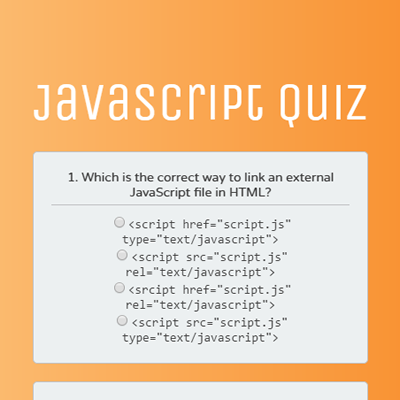 JavaScript Quiz
1. Which is the correct way to link an external
JavaScript file in HTML?
<script href="script.js"
type="text/javascript">
<script src="script.js"
rel="text/javascript">
<srcipt href="script.js"
rel="text/javascript">
<script src="script.js"
type="text/javascript">